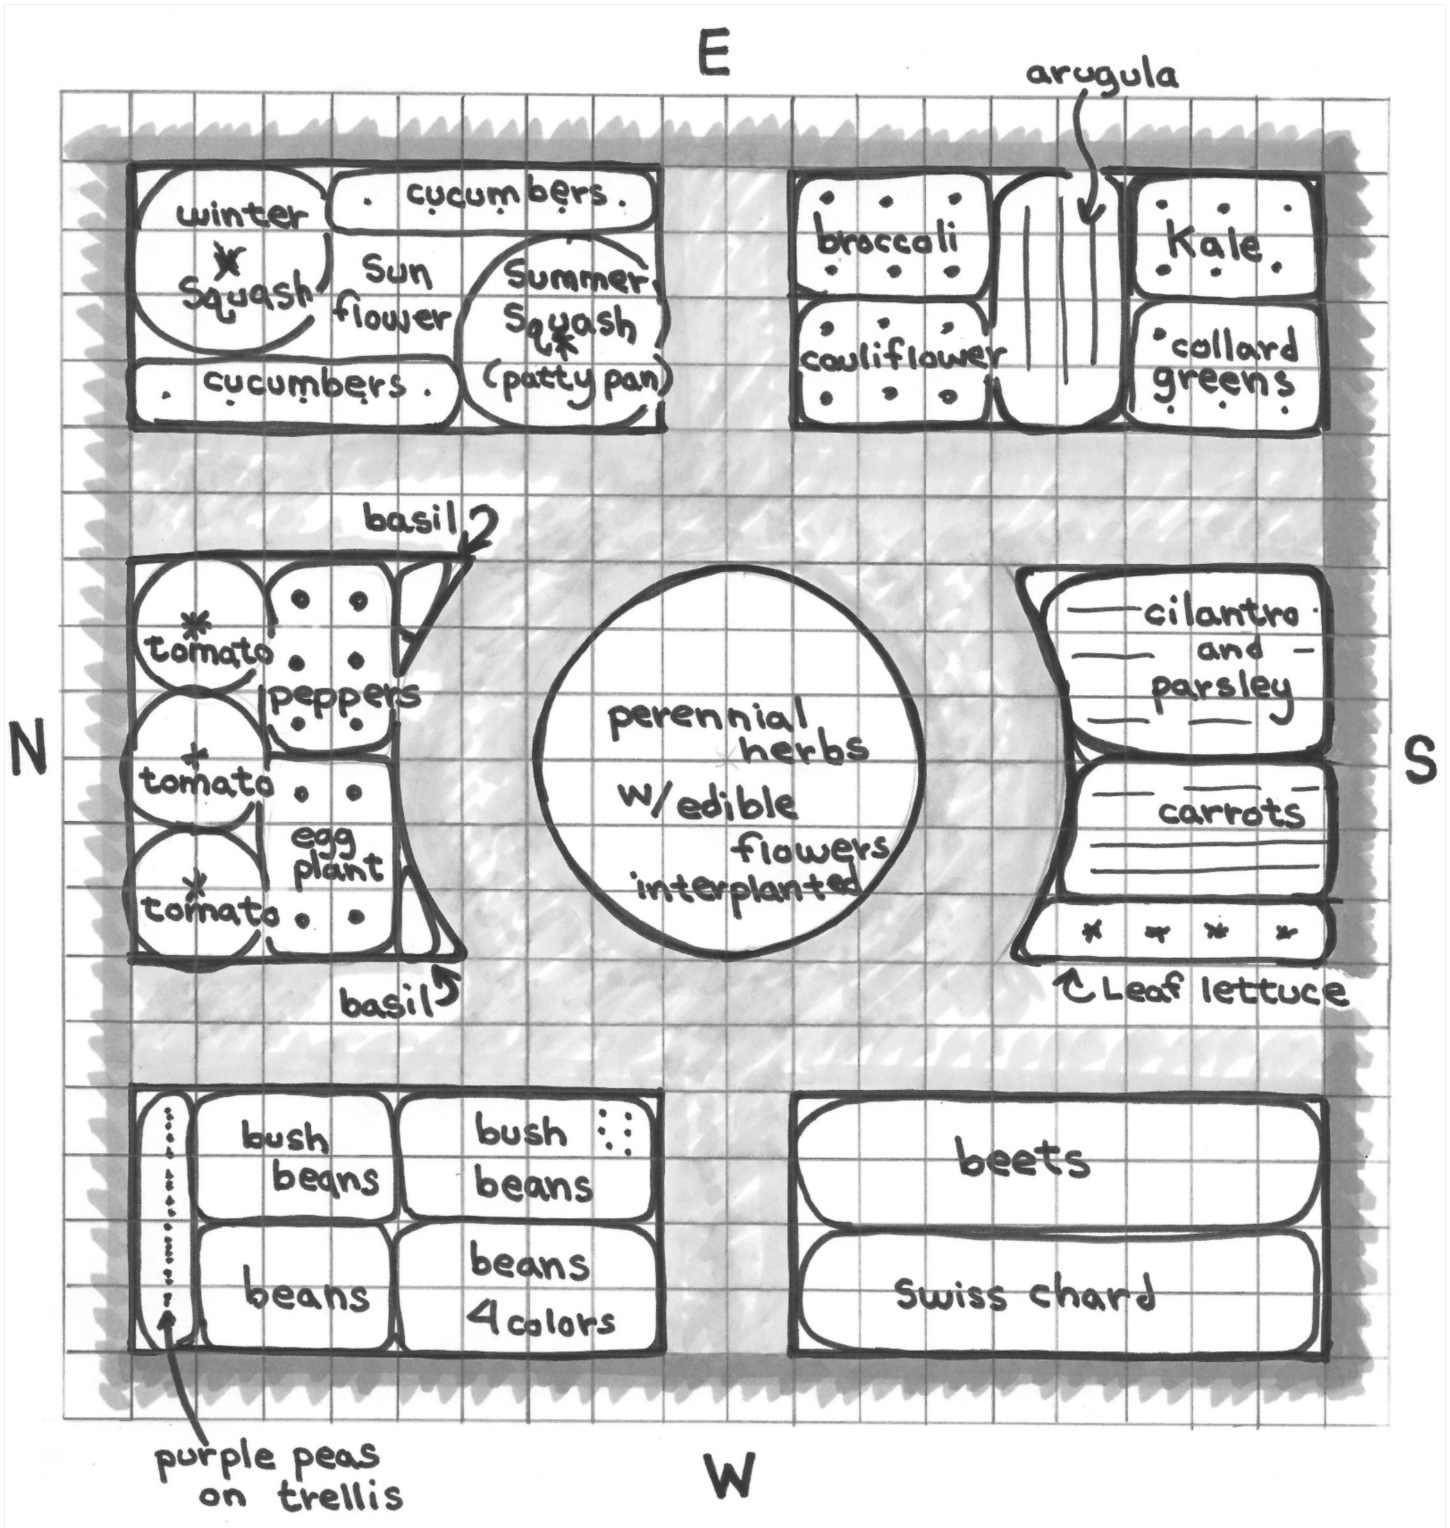 E
arugula
winter
Squash
cucumbers
Sun
flower
Summer
Squash
(patty pan)
cucumbers
broccoli
cauliflower
Kale
collard
greens
basil
tomato
tomato
tomato
peppers
egg
plant
basil
N
perennial
herbs
w/edible
flowers
interplanted
cilantro
and
parsley
carrots
Leaf lettuce
S
bush
beans
bush
beans
beans
beans
4 colors
beets
swiss chard
purple peas
on trellis
W